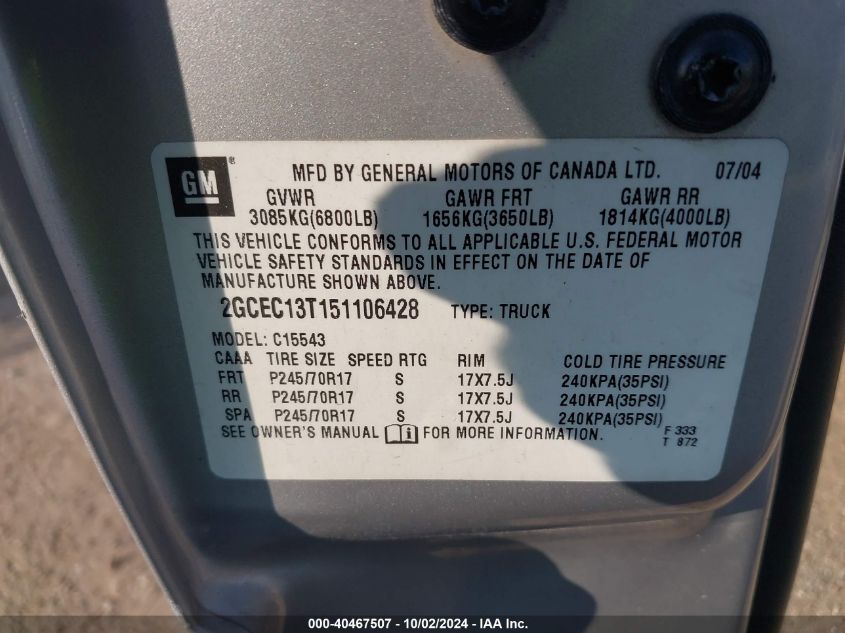 GM ® MFD BY GENERAL MOTORS OF CANADA LTD. 07/04
GVWR GAWR FRT GAWR RR
3085KG(6800LB) 1656KG(3650LB) 1814KG(4000LB)
THIS VEHICLE CONFORMS TO ALL APPLICABLE U.S. FEDERAL MOTOR
VEHICLE SAFETY STANDARDS IN EFFECT ON THE DATE OF
MANUFACTURE SHOWN ABOVE.
2GCEC13T151106428 TYPE: TRUCK
MODEL: C15543
CAAA TIRE SIZE SPEED RTG RIM COLD TIRE PRESSURE
FRT P245/70R17 S 17X7.5J 240KPA(35PSI)
RR P245/70R17 S 17X7.5J 240KPA(35PSI)
SPA P245/70R17 S 17X7.5J 240KPA(35PSI)
SEE OWNER'S MANUAL FOR MORE INFORMATION. F 333
T 872
000-40467507 - 10/02/2024 - IAA Inc.